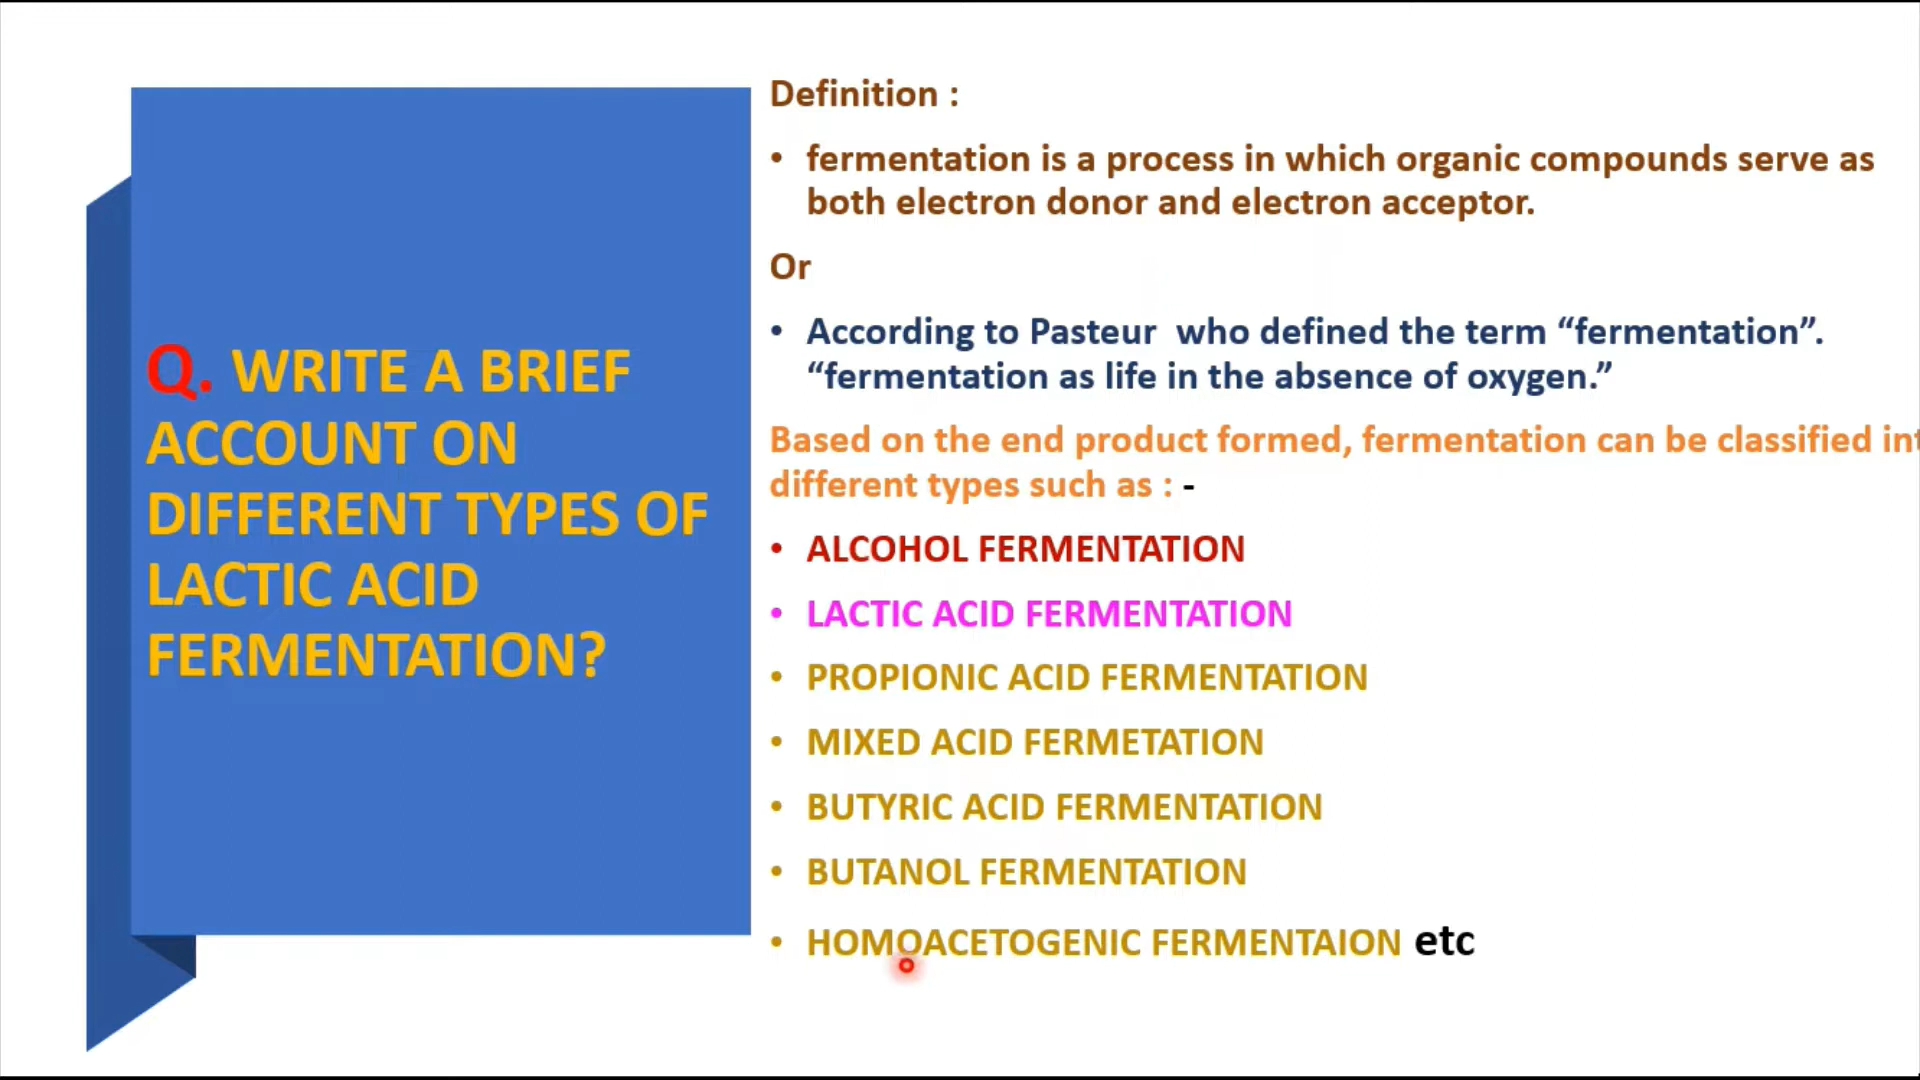 Q. WRITE A BRIEF
ACCOUNT ON
DIFFERENT TYPES OF
LACTIC ACID
FERMENTATION?
Definition :
• fermentation is a process in which organic compounds serve as
both electron donor and electron acceptor.
Or
• According to Pasteur who defined the term “fermentation”.
“fermentation as life in the absence of oxygen.”
Based on the end product formed, fermentation can be classified
different types such as : -
• ALCOHOL FERMENTATION
• LACTIC ACID FERMENTATION
• PROPIONIC ACID FERMENTATION
• MIXED ACID FERMETATION
• BUTYRIC ACID FERMENTATION
• BUTANOL FERMENTATION
• HOMOACETOGENIC FERMENTAION etc